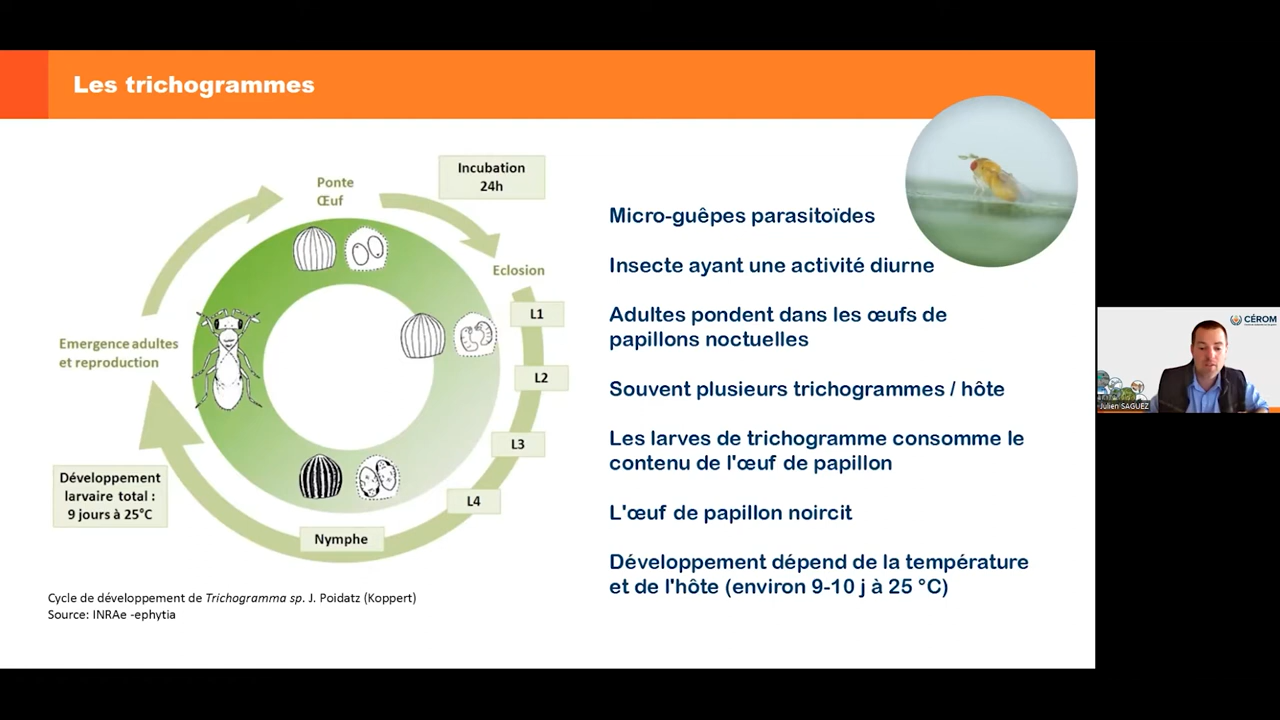 Les trichogrammes
Ponte
Œuf
Incubation
24h
Eclosion
L1
L2
L3
L4
Nymphe
Développement
larvaire total :
9 jours à 25°C
Emergence adultes
et reproduction
Cycle de développement de Trichogramma sp. J. Poidatz (Koppert)
Source: INRAe -ephytia
Micro-guêpes parasitoïdes
Insecte ayant une activité diurne
Adultes pondent dans les œufs de
papillons noctuelles
Souvent plusieurs trichogrammes / hôte
Les larves de trichogramme consomme le
contenu de l'œuf de papillon
L'œuf de papillon noircit
Développement dépend de la température
et de l'hôte (environ 9-10 j à 25 °C)
CÉROM
Julien SAGUEZ